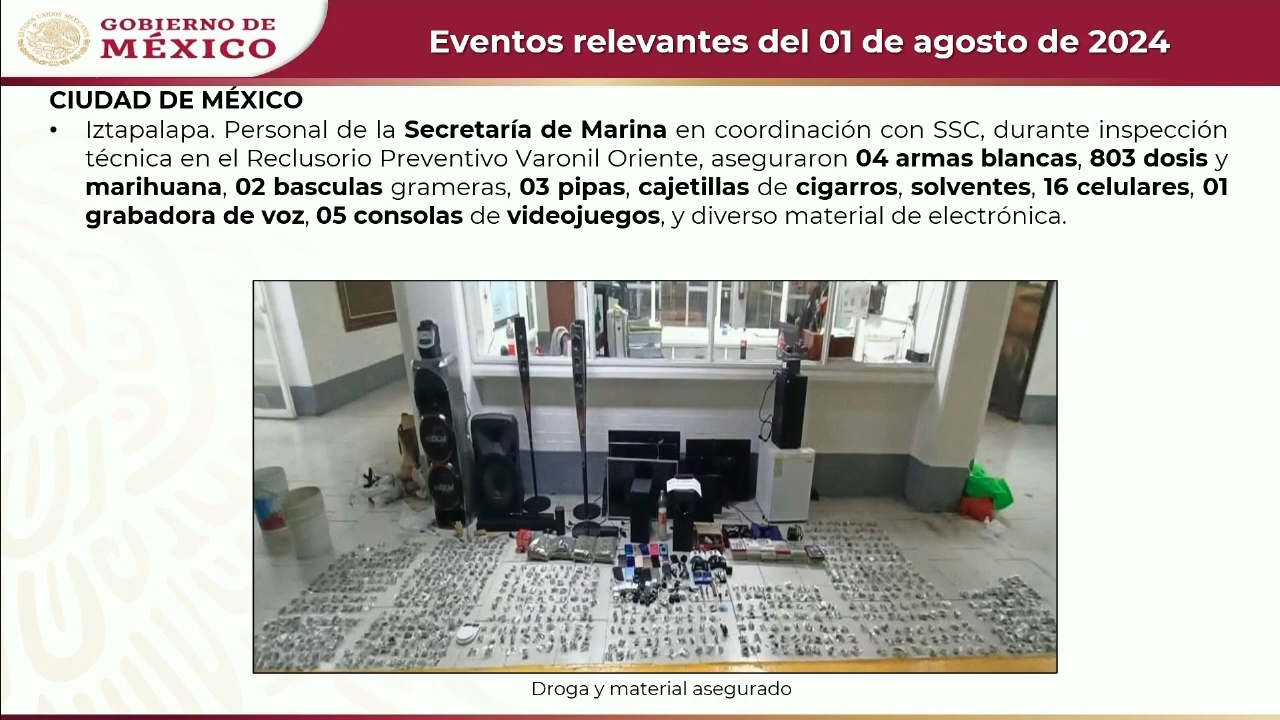 GOBIERNO DE
MÉXICO
Eventos relevantes del 01 de agosto de 2024
CIUDAD DE MÉXICO
• Iztapalapa. Personal de la Secretaría de Marina en coordinación con SSC, durante inspección
técnica en el Reclusorio Preventivo Varonil Oriente, aseguraron 04 armas blancas, 803 dosis y
marihuana, 02 basculas grameras, 03 pipas, cajetillas de cigarros, solventes, 16 celulares, 01
grabadora de voz, 05 consolas de videojuegos, y diverso material de electrónica.
Droga y material asegurado